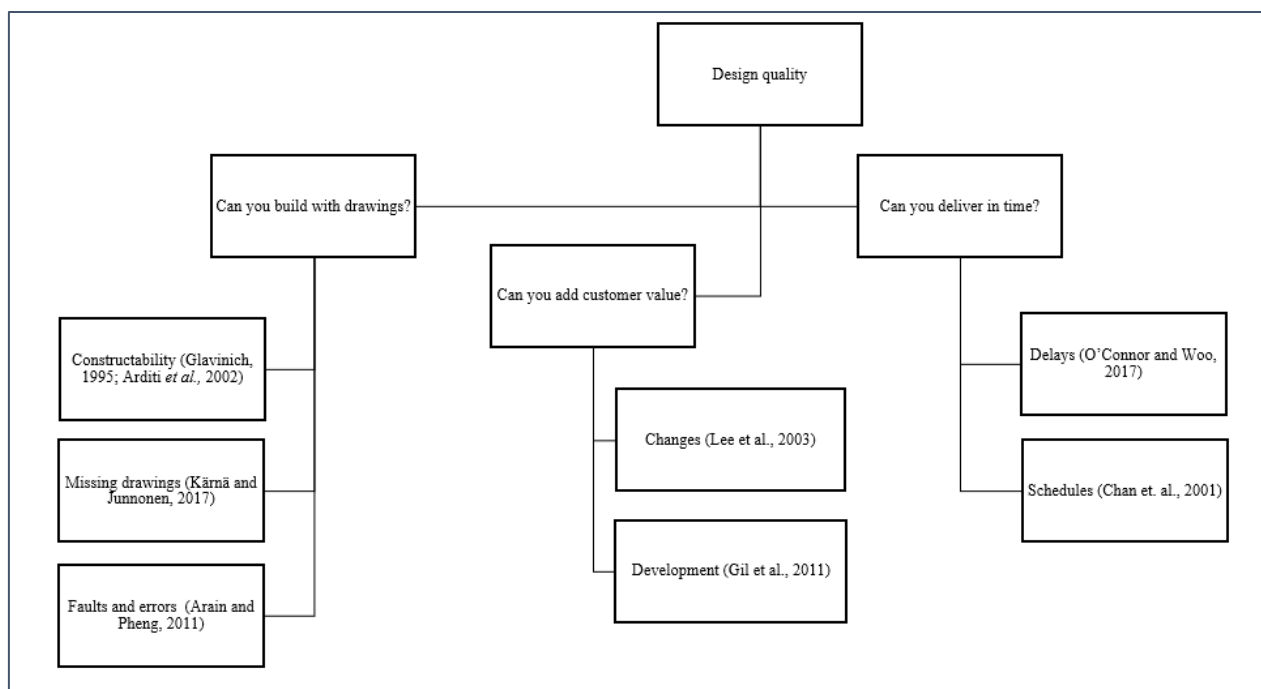 Design quality
Can you build with drawings?
Can you deliver in time?
Can you add customer value?
Constructability (Glavinich,
1995; Arditi et al., 2002)
Missing drawings (Kärnä and
Junnonen, 2017)
Faults and errors  (Arain and
Pheng, 2011)
Changes (Lee et al., 2003)
Development (Gil et al., 2011)
Delays (O’Connor and Woo,
2017)
Schedules (Chan et. al., 2001)